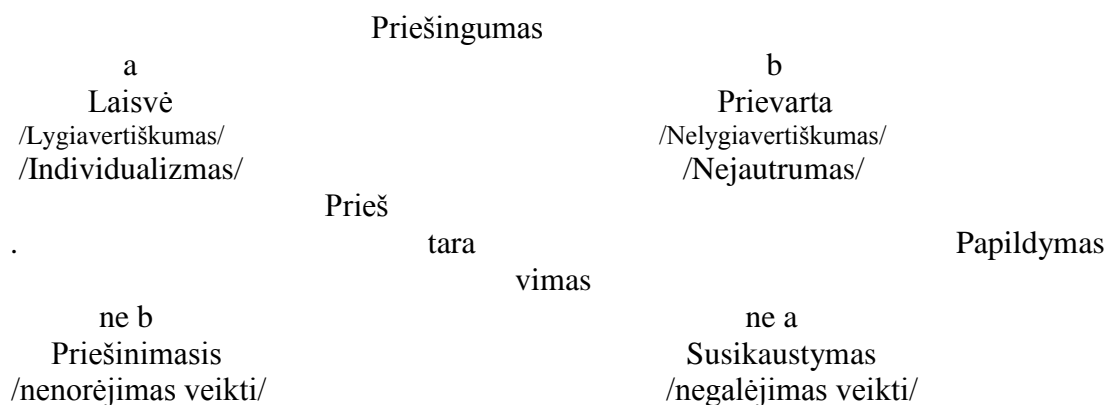 Priešingumas
a b
Laisvė Prievarta
/Lygiavertiškumas/ /Nelygiavertiškumas/
/Individualizmas/ /Nejautrumas/
Prieš
. tara Papildymas
vimas
ne b ne a
Priešinimasis Susikaustymas
/nenorėjimas veikti/ /negalėjimas veikti/